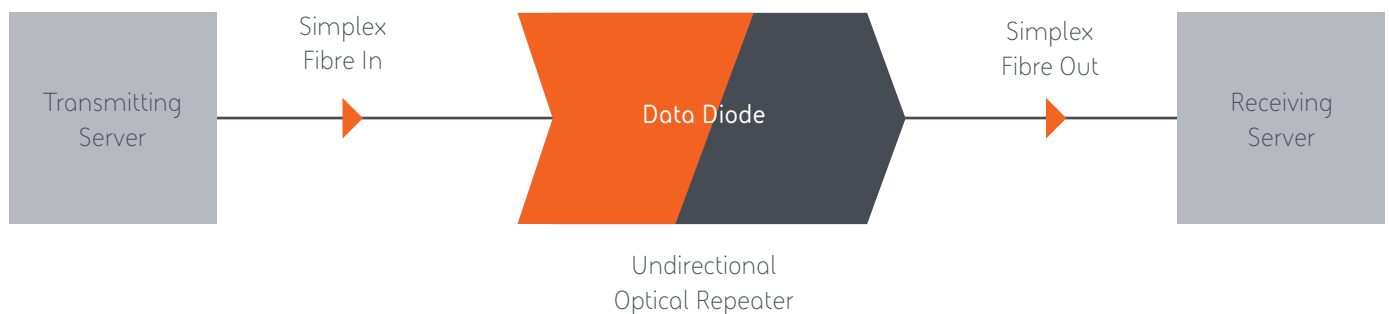 Transmitting
Server
Simplex
Fibre In
Data Diode
Undirectional
Optical Repeater
Simplex
Fibre Out
Receiving
Server